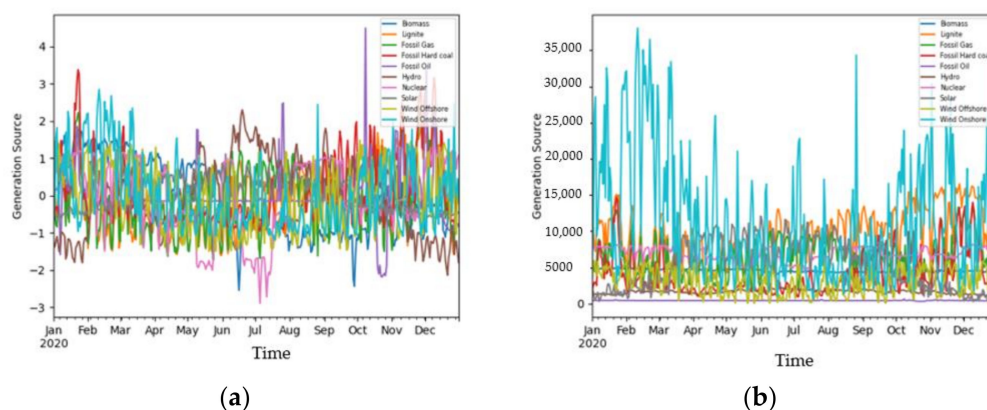 Generation Source
4
3
2
1
0
−1
−2
−3
Biomass
Lignite
Fossil Gas
Fossil Hard coal
Fossil Oil
Hydro
Nuclear
Solar
Wind Offshore
Wind Onshore
Jan Feb Mar Apr May Jun Jul Aug Sep Oct Nov Dec
2020
Time
(a)
Generation Source
35,000
30,000
25,000
20,000
15,000
10,000
5000
0
Biomass
Lignite
Fossil Gas
Fossil Hard coal
Fossil Oil
Hydro
Nuclear
Solar
Wind Offshore
Wind Onshore
Jan Feb Mar Apr May Jun Jul Aug Sep Oct Nov Dec
2020
Time
(b)